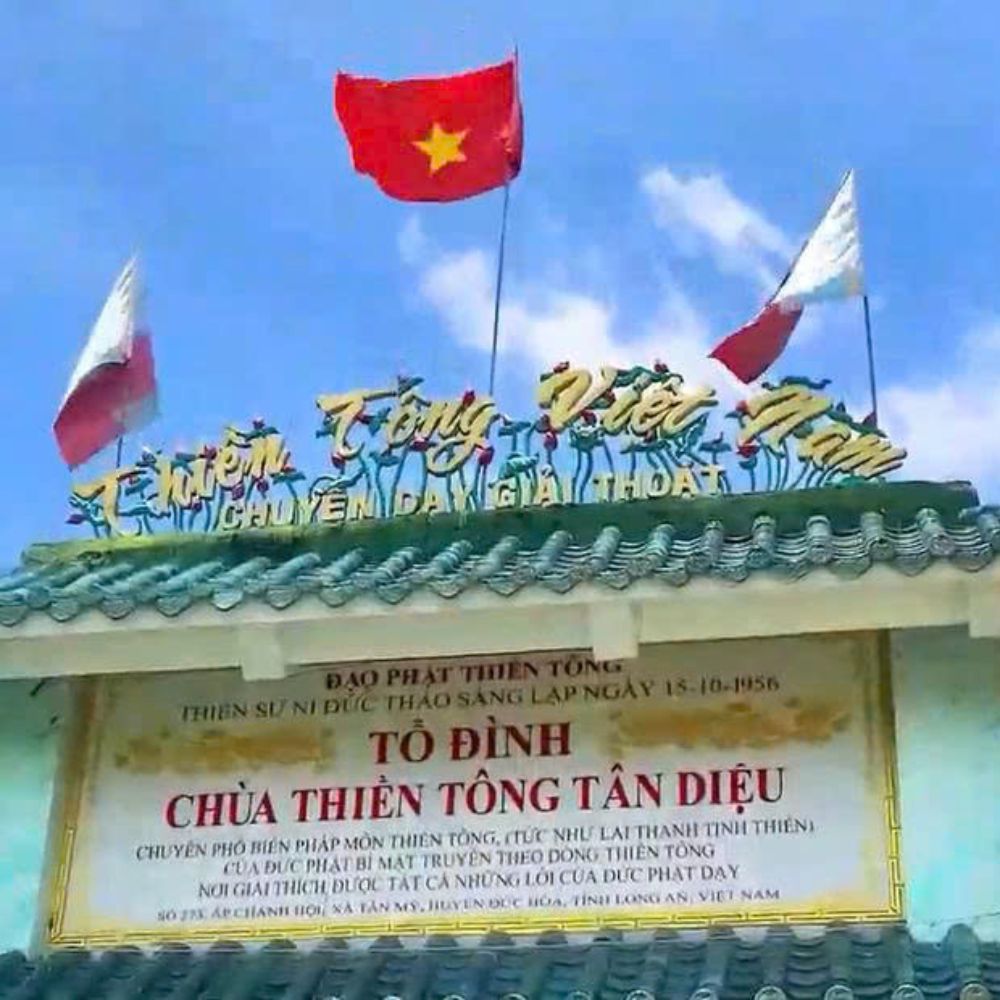 Thiền Tông Việt Nam
CHUYÊN DẠY GIẢI THOÁT
ĐẠO PHẬT THIỀN TÔNG
THIỀN SƯ NI ĐỨC THẢO SÁNG LẬP NGÀY 15-10-1956
TỔ ĐÌNH
CHÙA THIỀN TÔNG TÂN DIỆU
CHUYÊN PHỔ BIẾN PHÁP MÔN THIỀN TÔNG, (TỨC NHƯ LAI THANH TỊNH THIỀN)
CỦA ĐỨC PHẬT BÍ MẬT TRUYỀN THEO DÒNG THIỀN TÔNG
NƠI GIẢI THÍCH ĐƯỢC TẤT CẢ NHỮNG LỜI CỦA ĐỨC PHẬT DẠY
SỐ ẤP CHÁNH HỘI, XÃ TÂN MỸ, HUYỆN ĐỨC HÒA, TỈNH LONG AN, VIỆT NAM